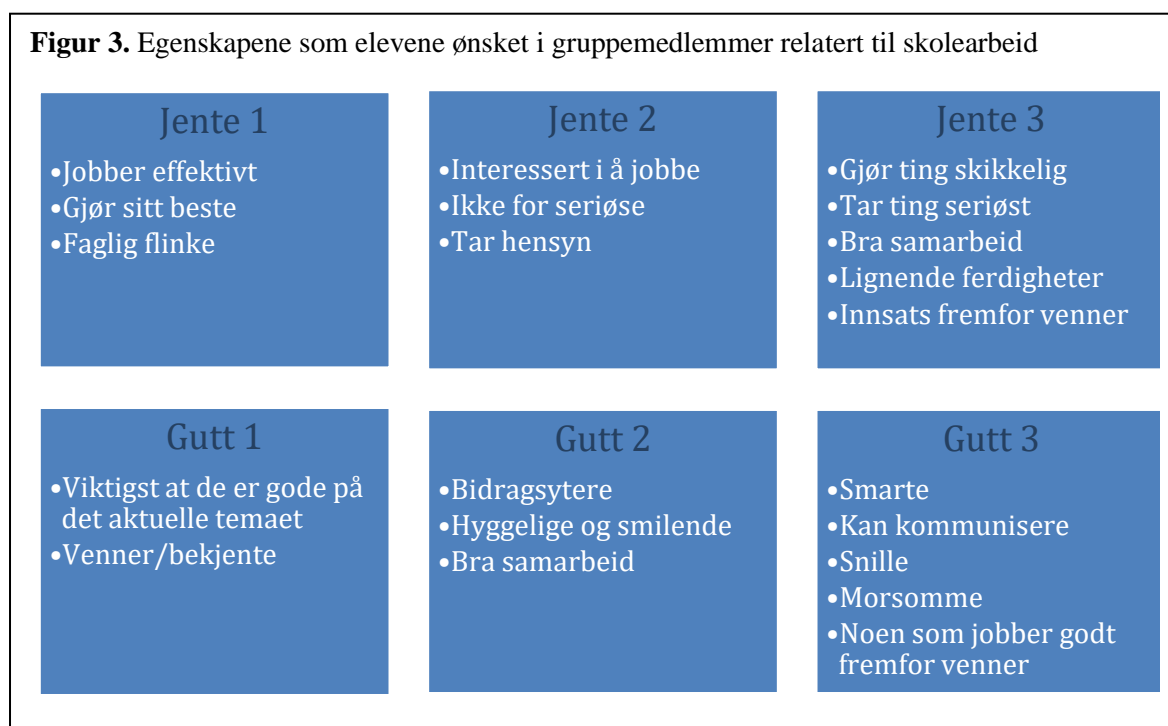 Figur 3. Egenskapene som elevene ønsket i gruppemedlemmer relatert til skolearbeid
Jente 1
•Jobber effektivt
•Gjør sitt beste
•Faglig flinke
Jente 2
•Interessert i å jobbe
•Ikke for seriøse
•Tar hensyn
Jente 3
•Gjør ting skikkelig
•Tar ting seriøst
•Bra samarbeid
•Lignende ferdigheter
•Innsats fremfor venner
Gutt 1
•Viktigst at de er gode på
det aktuelle temaet
•Venner/bekjente
Gutt 2
•Bidragsytere
•Hyggelige og smilende
•Bra samarbeid
Gutt 3
•Smarte
•Kan kommunisere
•Snille
•Morsomme
•Noen som jobber godt
fremfor venner